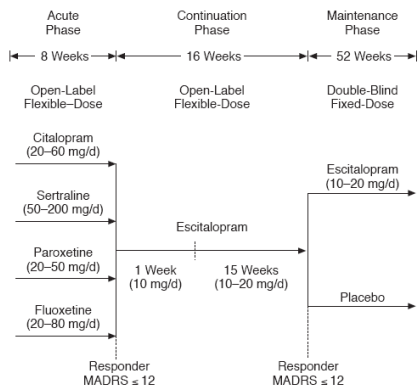 Acute
Phase
Continuation
Phase
Maintenance
Phase
8 Weeks
16 Weeks
52 Weeks
Open-Label
Flexible–Dose
Open-Label
Flexible-Dose
Double-Blind
Fixed-Dose
Citalopram
(20–60 mg/d)
Sertraline
(50–200 mg/d)
Paroxetine
(20–50 mg/d)
Fluoxetine
(20–80 mg/d)
Escitalopram
1 Week
(10 mg/d)
15 Weeks
(10–20 mg/d)
Escitalopram
(10–20 mg/d)
Placebo
Responder
MADRS ≤ 12
Responder
MADRS ≤ 12